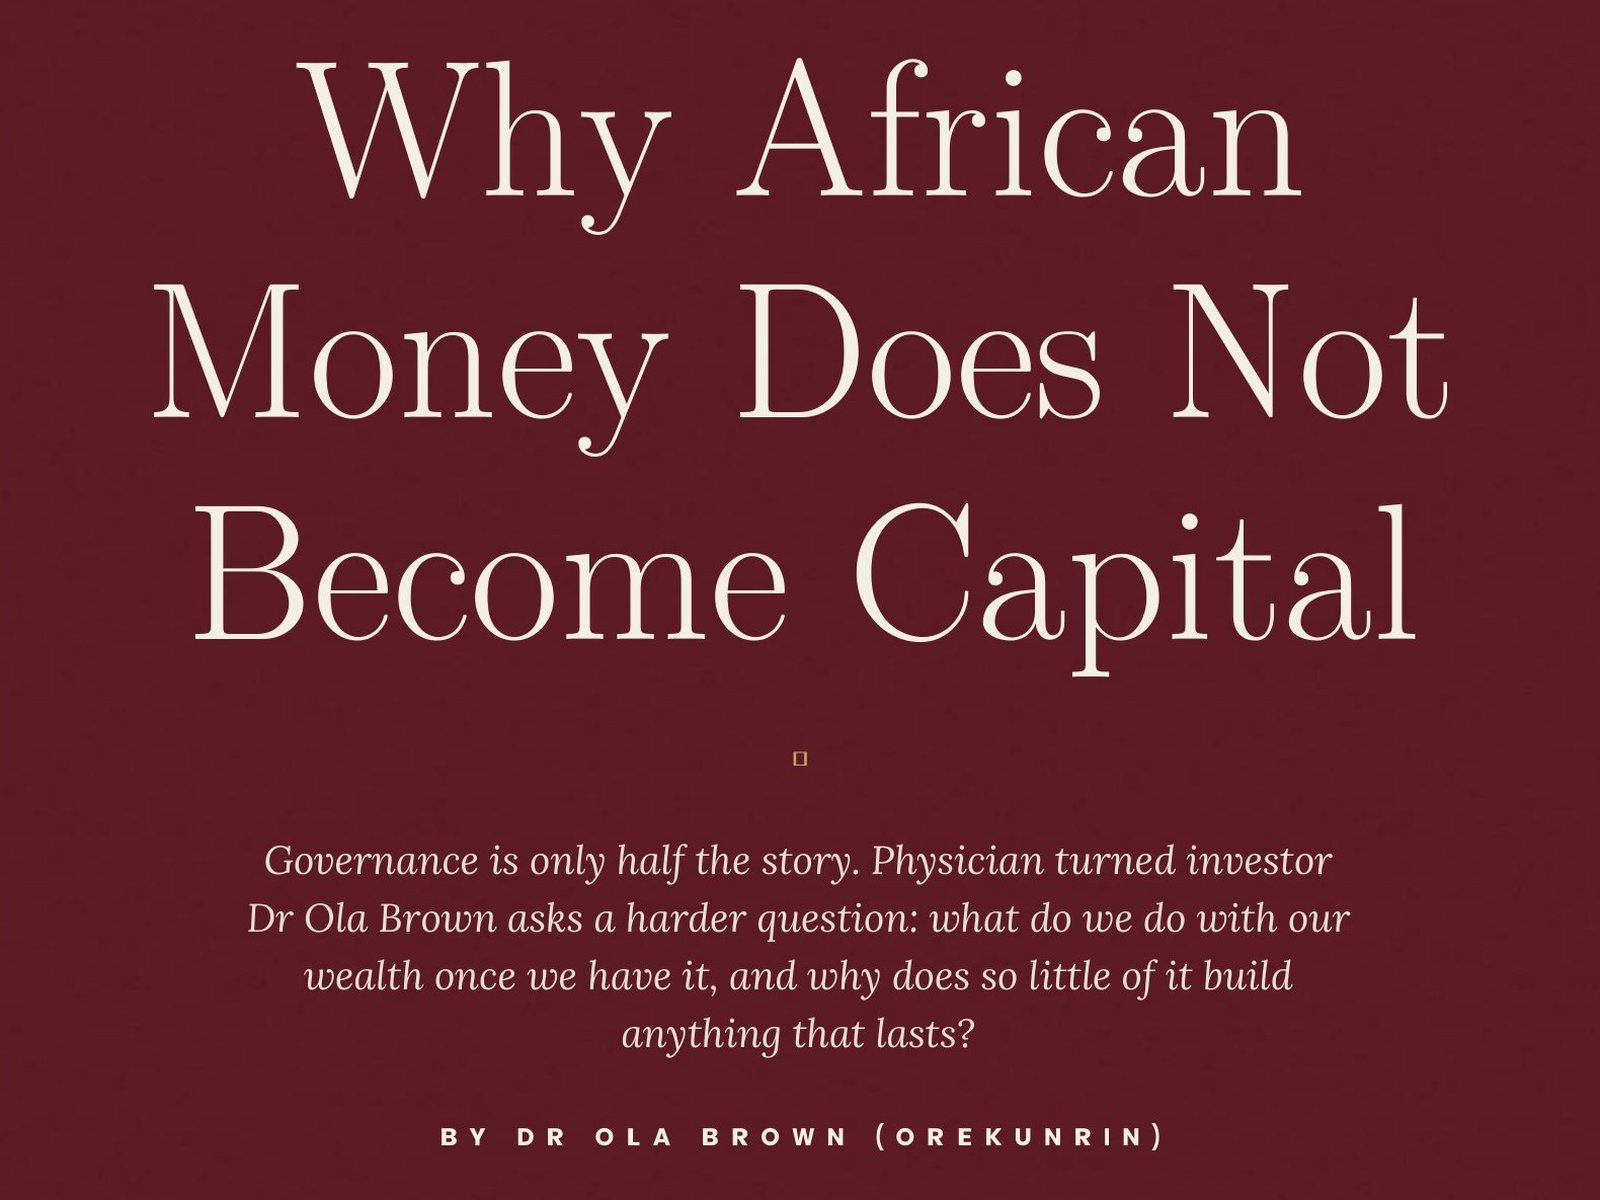 Why African
Money Does Not
Become Capital
Governance is only half the story. Physician turned investor
Dr Ola Brown asks a harder question: what do we do with our
wealth once we have it, and why does so little of it build
anything that lasts?
BY DR OLA BROWN (OREKUNRIN)